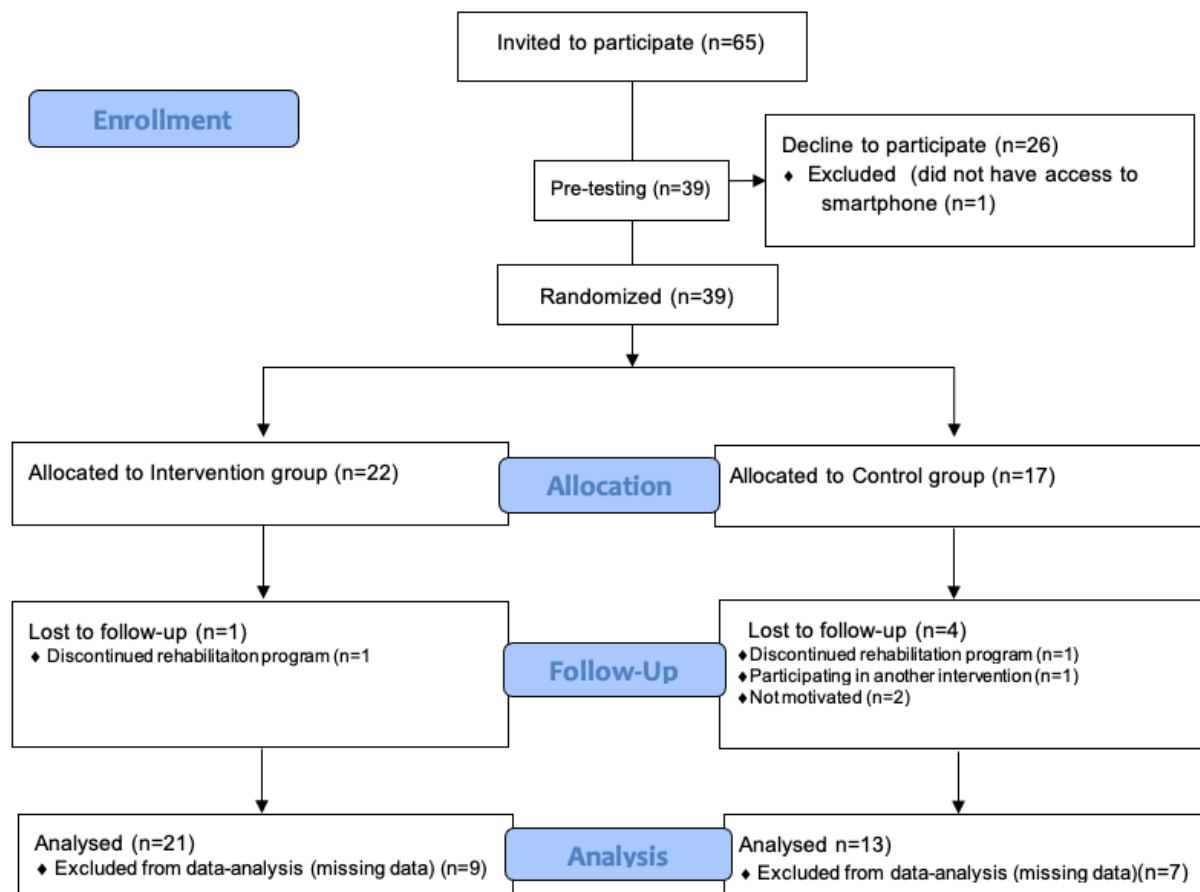 Invited to participate (n=65)
Enrollment
Decline to participate (n=26)
♦ Excluded (did not have access to
smartphone (n=1)
Pre-testing (n=39)
Randomized (n=39)
Allocated to Intervention group (n=22)
Allocation
Allocated to Control group (n=17)
Lost to follow-up (n=1)
♦ Discontinued rehabilitaiton program (n=1
Follow-Up
Lost to follow-up (n=4)
♦Discontinued rehabilitation program (n=1)
♦Participating in another intervention (n=1)
♦Not motivated (n=2)
Analysed (n=21)
♦ Excluded from data-analysis (missing data) (n=9)
Analysis
Analysed n=13)
♦ Excluded from data-analysis (missing data)(n=7)